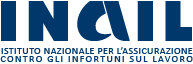 INAIL
ISTITUTO NAZIONALE PER L'ASSICURAZIONE
CONTRO GLI INFORTUNI SUL LAVORO